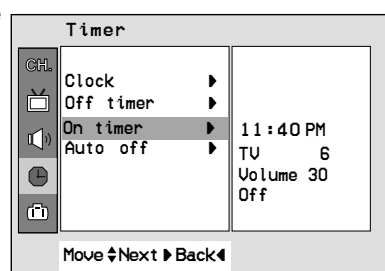 Timer
CH.
Clock
Off timer
On timer
Auto off
11:40 PM
TV 6
Volume 30
Off
Move Next Back